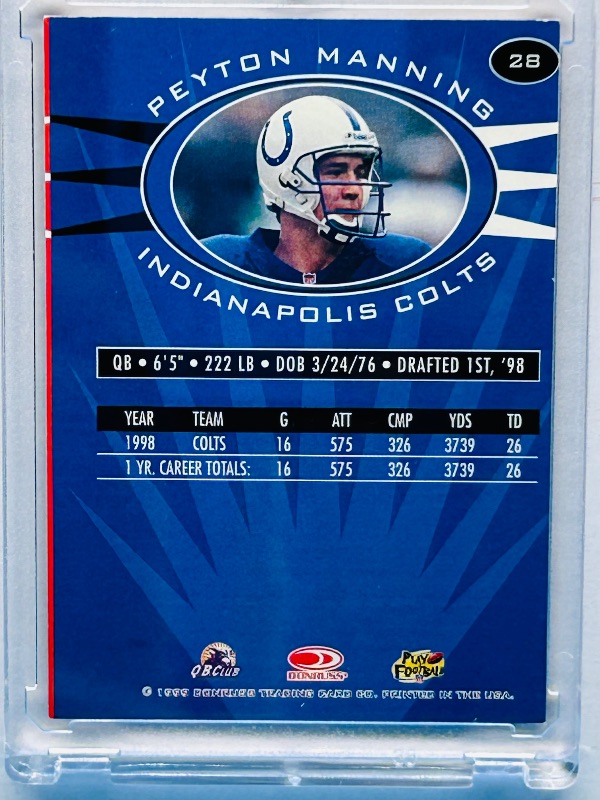 28
PEYTON MANNING
INDIANAPOLIS COLTS
QB • 6'5" • 222 LB • DOB 3/24/76 • DRAFTED 1ST, '98
YEAR TEAM G ATT CMP YDS TD
1998 COLTS 16 575 326 3739 26
1 YR. CAREER TOTALS: 16 575 326 3739 26
QB CLUB
DONRUSS
PLAY FOOTBALL
© 1999 DONRUSS TRADING CARD CO. PRINTED IN THE USA.